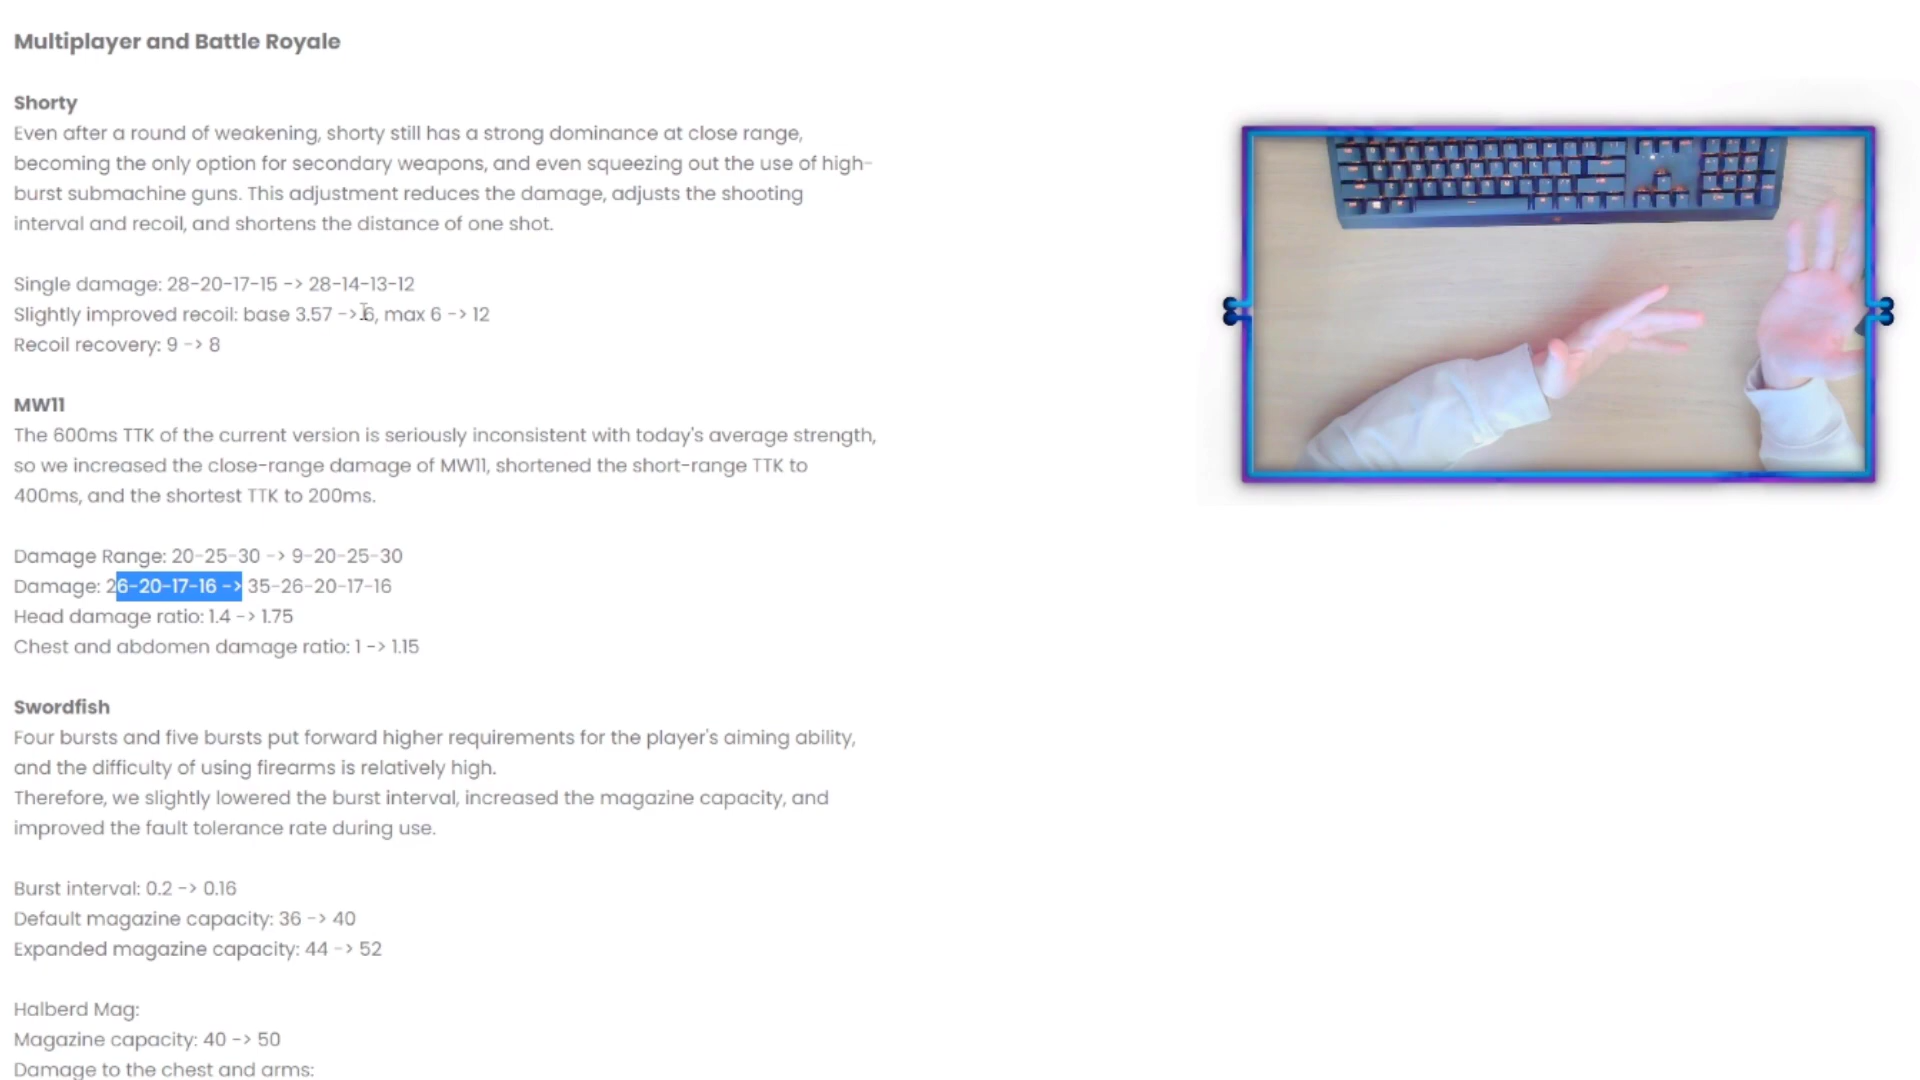 Multiplayer and Battle Royale
Shorty
Even after a round of weakening, shorty still has a strong dominance at close range,
becoming the only option for secondary weapons, and even squeezing out the use of high-
burst submachine guns. This adjustment reduces the damage, adjusts the shooting
interval and recoil, and shortens the distance of one shot.
Single damage: 28-20-17-15 -> 28-14-13-12
Slightly improved recoil: base 3.57 -> 6, max 6 -> 12
Recoil recovery: 9 -> 8
MW11
The 600ms TTK of the current version is seriously inconsistent with today's average strength,
so we increased the close-range damage of MW11, shortened the short-range TTK to
400ms, and the shortest TTK to 200ms.
Damage Range: 20-25-30 -> 9-20-25-30
Damage: 26-20-17-16 -> 35-26-20-17-16
Head damage ratio: 1.4 -> 1.75
Chest and abdomen damage ratio: 1 -> 1.15
Swordfish
Four bursts and five bursts put forward higher requirements for the player's aiming ability,
and the difficulty of using firearms is relatively high.
Therefore, we slightly lowered the burst interval, increased the magazine capacity, and
improved the fault tolerance rate during use.
Burst interval: 0.2 -> 0.16
Default magazine capacity: 36 -> 40
Expanded magazine capacity: 44 -> 52
Halberd Mag:
Magazine capacity: 40 -> 50
Damage to the chest and arms: